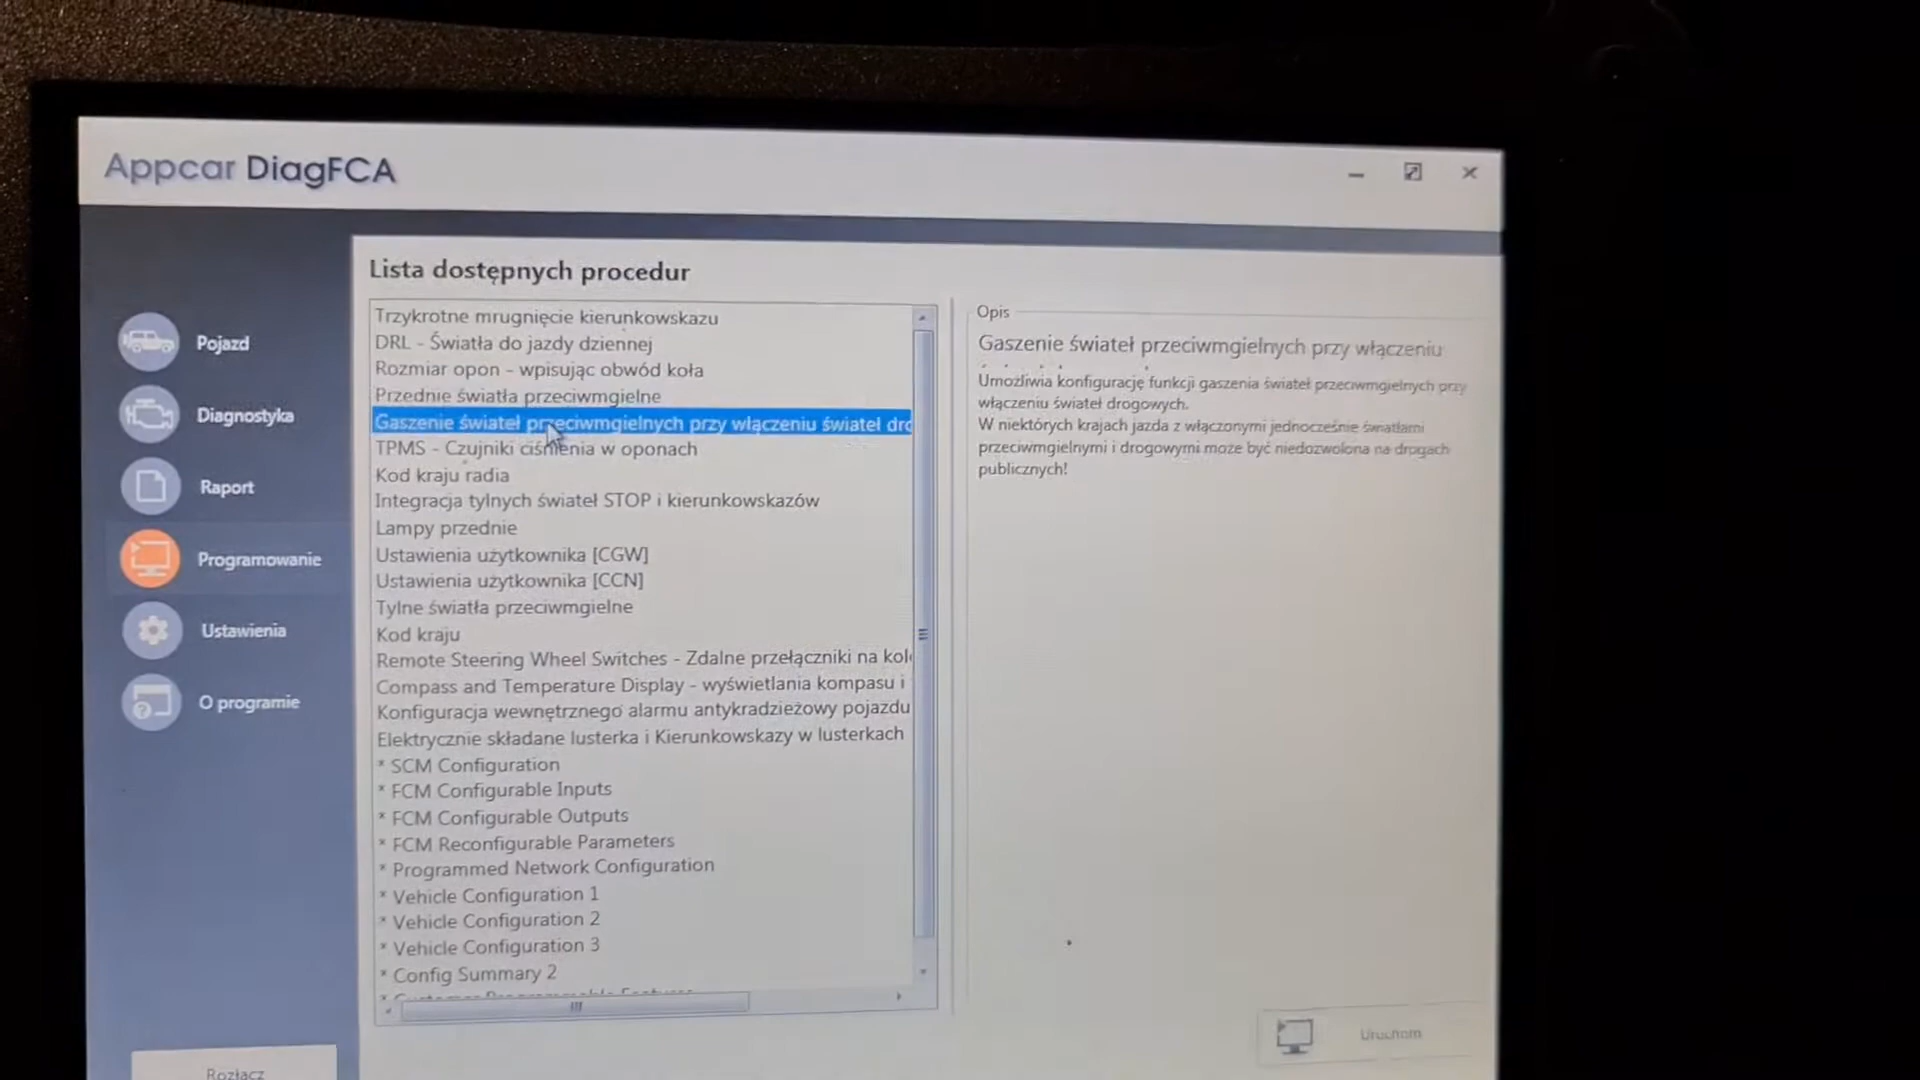 Appcar DiagFCA
Lista dostępnych procedur
Trzykrotne mrugnięcie kierunkowskazu
DRL - Światła do jazdy dziennej
Rozmiar opon - wpisując obwód koła
Przednie światła przeciwmgielne
Gaszenie świateł przeciwmgielnych przy włączeniu świateł dro
TPMS - Czujniki ciśnienia w oponach
Kod kraju radia
Integracja tylnych świateł STOP i kierunkowskazów
Lampy przednie
Ustawienia użytkownika [CGW]
Ustawienia użytkownika [CCN]
Tylne światła przeciwmgielne
Kod kraju
Remote Steering Wheel Switches - Zdalne przełączniki na kol
Compass and Temperature Display - wyświetlania kompasu i
Konfiguracja wewnętrznego alarmu antykradzieżowy pojazdu
Elektrycznie składane lusterka i Kierunkowskazy w lusterkach
* SCM Configuration
* FCM Configurable Inputs
* FCM Configurable Outputs
* FCM Reconfigurable Parameters
* Programmed Network Configuration
* Vehicle Configuration 1
* Vehicle Configuration 2
* Vehicle Configuration 3
* Config Summary 2
Opis
Gaszenie świateł przeciwmgielnych przy włączeniu
Umożliwia konfigurację funkcji gaszenia świateł przeciwmgielnych przy
włączeniu świateł drogowych.
W niektórych krajach jazda z włączonymi jednocześnie światłami
przeciwmgielnymi i drogowymi może być niedozwolona na drogach
publicznych!
Pojazd
Diagnostyka
Raport
Programowanie
Ustawienia
O programie
Rozłącz
Uruchom